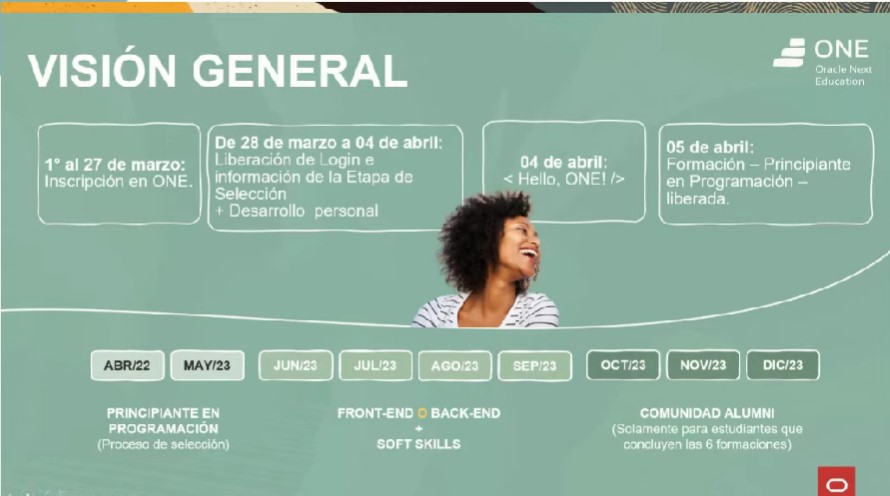 VISIÓN GENERAL
ONE
Oracle Next
Education
1° al 27 de marzo:
Inscripción en ONE.
De 28 de marzo a 04 de abril:
Liberación de Login e
información de la Etapa de
Selección
+ Desarrollo personal
04 de abril:
< Hello, ONE! />
05 de abril:
Formación – Principiante
en Programación –
liberada.
ABR/22
MAY/23
JUN/23
JUL/23
AGO/23
SEP/23
OCT/23
NOV/23
DIC/23
PRINCIPIANTE EN
PROGRAMACIÓN
(Proceso de selección)
FRONT-END O BACK-END
+
SOFT SKILLS
COMUNIDAD ALUMNI
(Solamente para estudiantes que
concluyen las 6 formaciones)